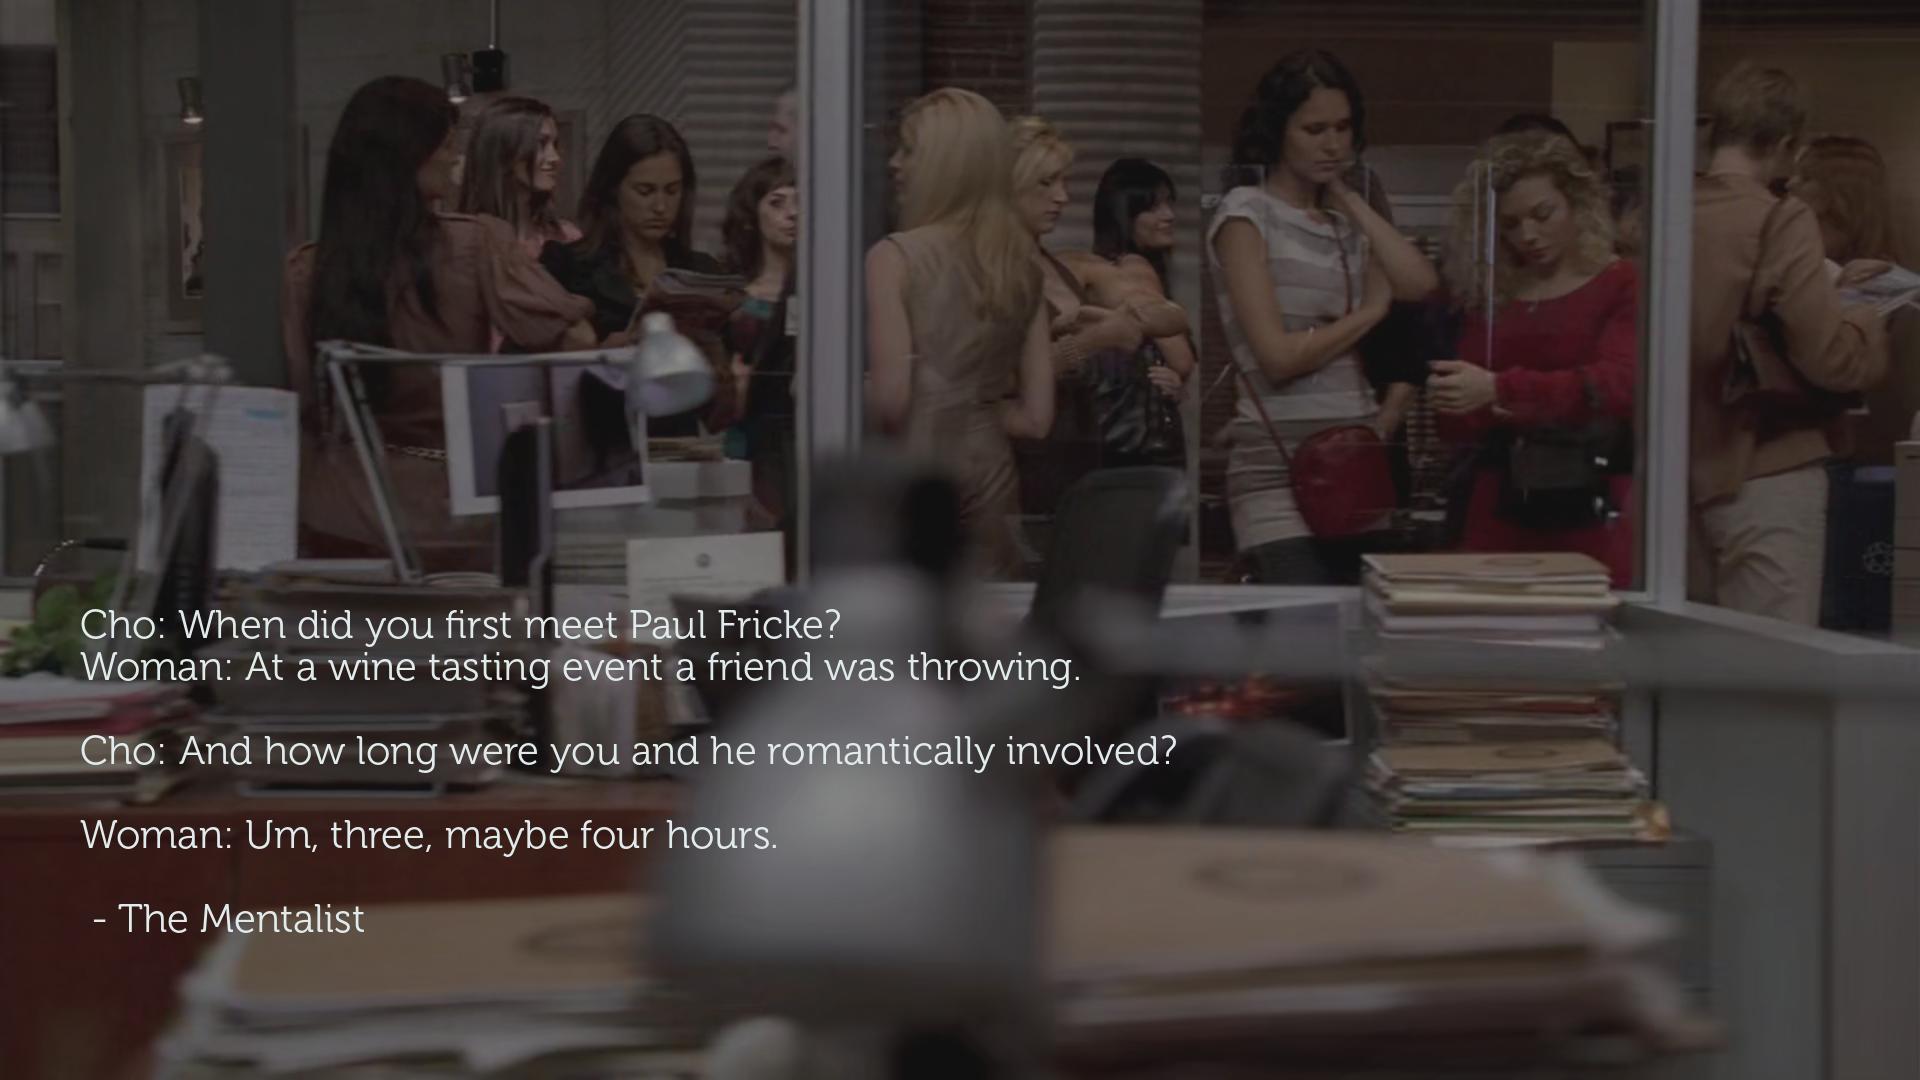 Cho: When did you first meet Paul Fricke?
Woman: At a wine tasting event a friend was throwing.
Cho: And how long were you and he romantically involved?
Woman: Um, three, maybe four hours.
- The Mentalist